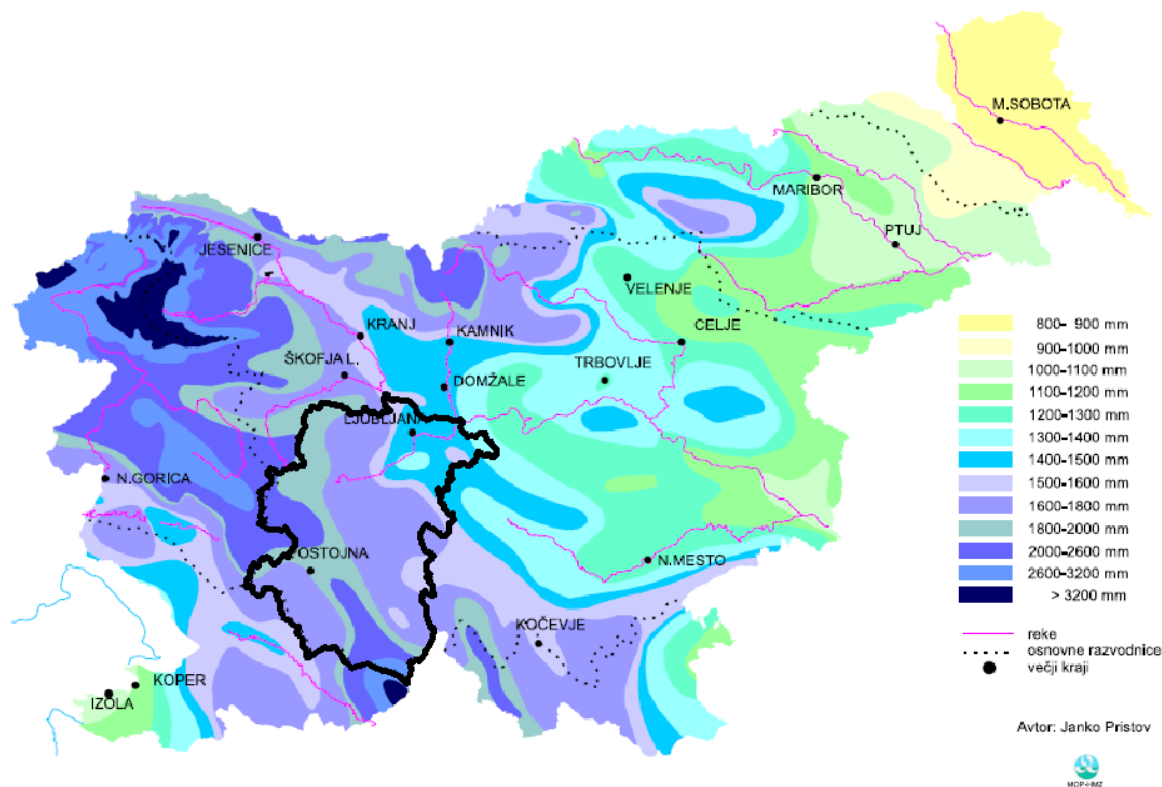 M.SOBOTA
MARIBOR
PTUJ
JESENICE
VELENJE
KRANJ
KAMNIK
CELJE
ŠKOFJA L.
TRBOVLJE
DOMŽALE
LJUBLJANA
N.GORICA
OSTOJNA
N.MESTO
KOČEVJE
KOPER
IZOLA
800- 900 mm
900-1000 mm
1000-1100 mm
1100-1200 mm
1200-1300 mm
1300-1400 mm
1400-1500 mm
1500-1600 mm
1600-1800 mm
1800-2000 mm
2000-2600 mm
2600-3200 mm
> 3200 mm
reke
osnovne razvodnice
večji kraji
Avtor: Janko Pristov
MOP-HMZ